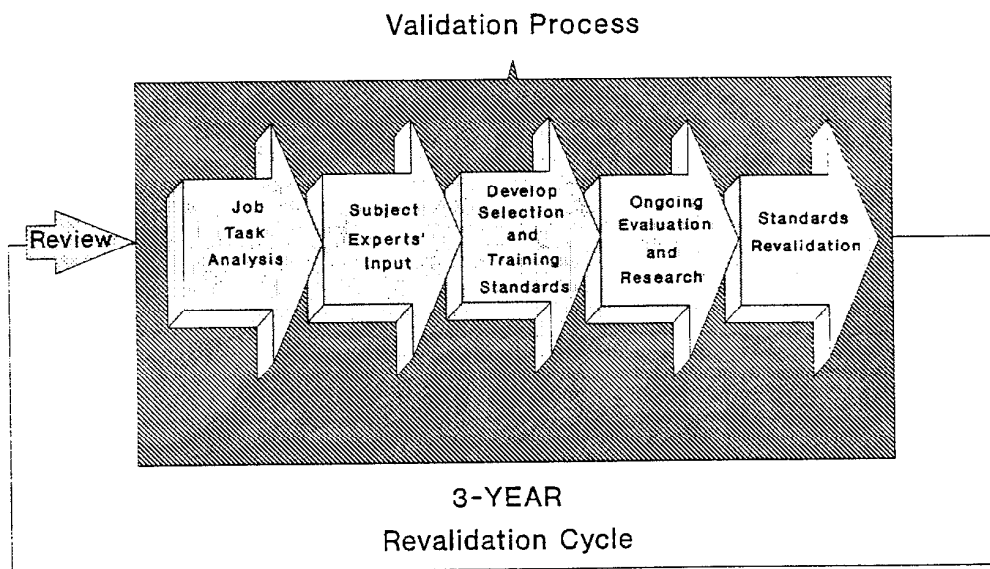 Validation Process
Review
Job
Task
Analysis
Subject
Experts'
Input
Develop
Selection
and
Training
Standards
Ongoing
Evaluation
and
Research
Standards
Revalidation
3-YEAR
Revalidation Cycle